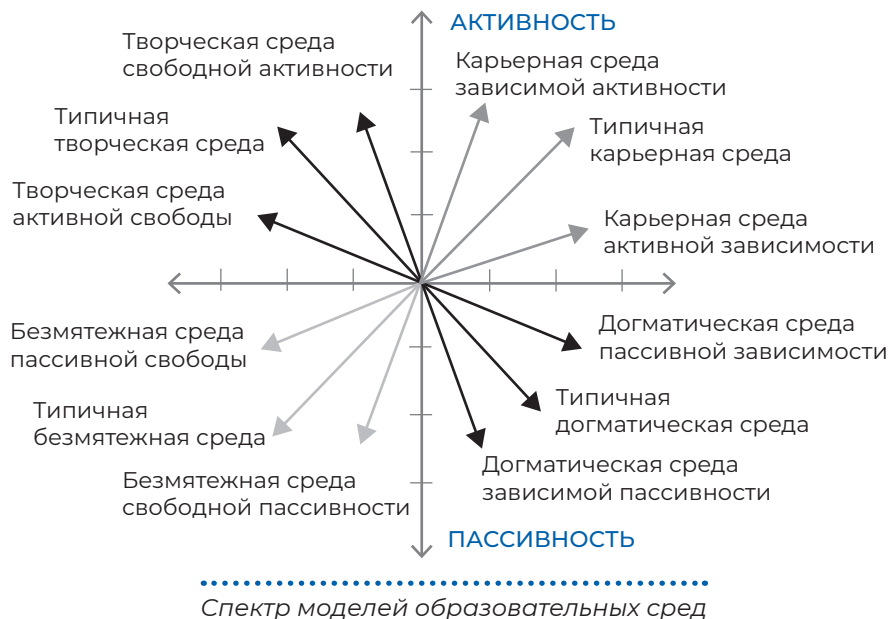 АКТИВНОСТЬ
Творческая среда
свободной активности
Карьерная среда
зависимой активности
Типичная
творческая среда
Типичная
карьерная среда
Творческая среда
активной свободы
Карьерная среда
активной зависимости
Безмятежная среда
пассивной свободы
Догматическая среда
пассивной зависимости
Типичная
безмятежная среда
Типичная
догматическая среда
Безмятежная среда
свободной пассивности
Догматическая среда
зависимой пассивности
ПАССИВНОСТЬ
Спектр моделей образовательных сред